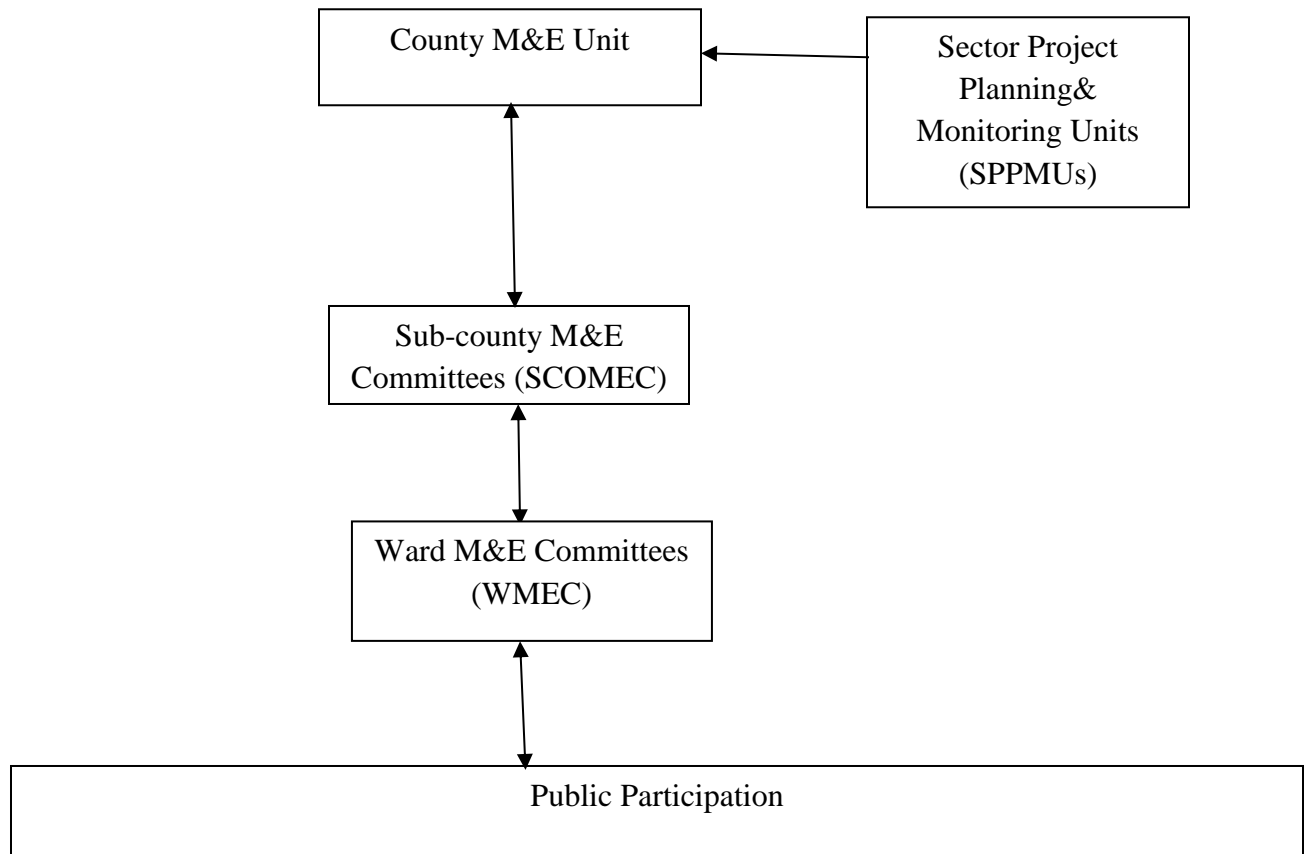 County M&E Unit
Sector Project
Planning&
Monitoring Units
(SPPMUs)
Sub-county M&E
Committees (SCOMEC)
Ward M&E Committees
(WMEC)
Public Participation